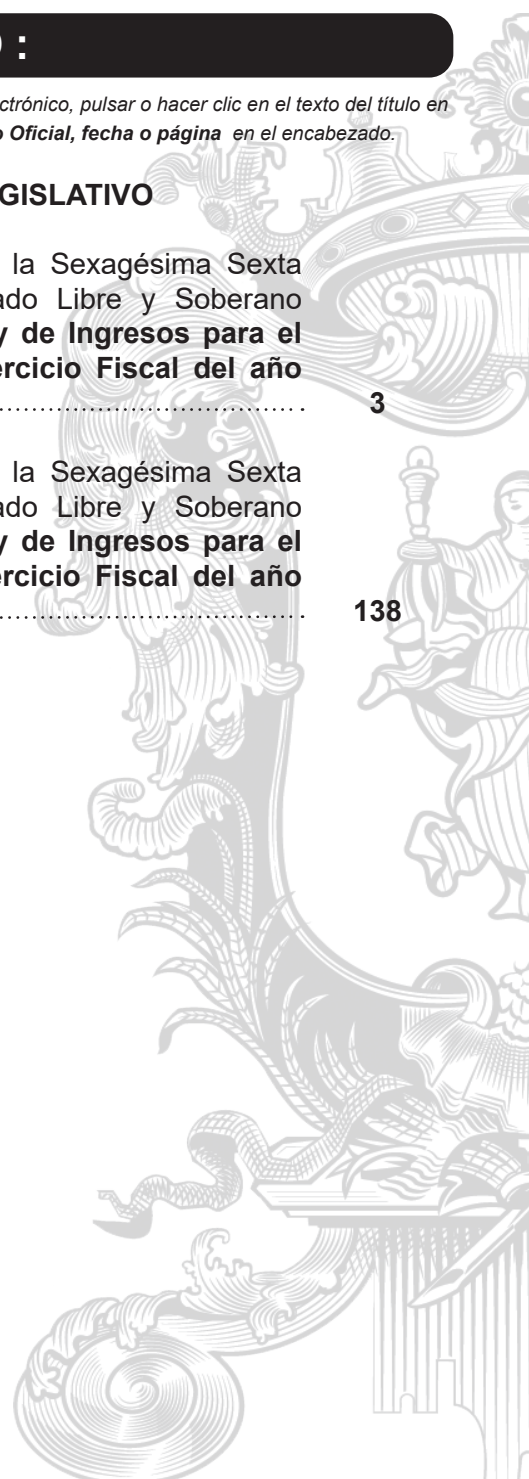 :
ctrónico, pulsar o hacer clic en el texto del título en
o Oficial, fecha o página en el encabezado.
GISLATIVO
la Sexagésima Sexta
ado Libre y Soberano
y de Ingresos para el
ercicio Fiscal del año
........................................ . 3
la Sexagésima Sexta
ado Libre y Soberano
y de Ingresos para el
ercicio Fiscal del año
........................................ . 138